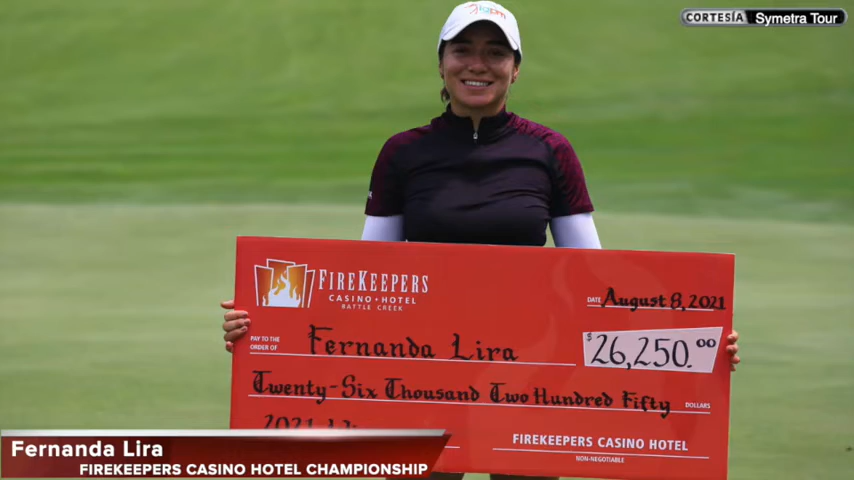 CORTESÍA Symetra Tour
FIREKEEPERS
CASINO • HOTEL
BATTLE CREEK
DATE August 8, 2021
PAY TO THE
ORDER OF Fernanda Lira
$ 26,250.00
Twenty-Six Thousand Two Hundred Fifty DOLLARS
2021
FIREKEEPERS CASINO HOTEL
NON-NEGOTIABLE
Fernanda Lira
FIREKEEPERS CASINO HOTEL CHAMPIONSHIP